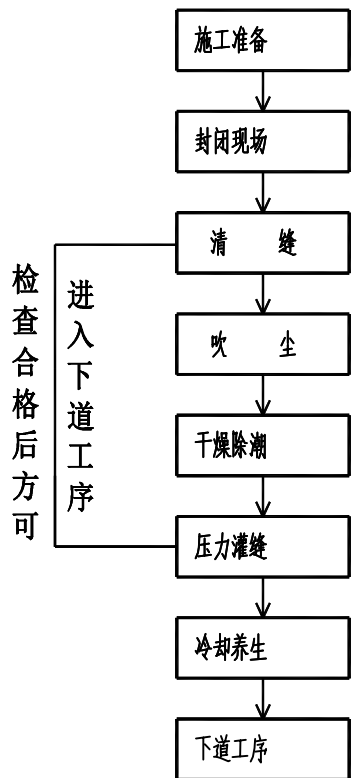 施工准备
封闭现场
清 缝
吹 尘
干燥除潮
压力灌缝
冷却养生
下道工序
检查合格后方可
进入下道工序